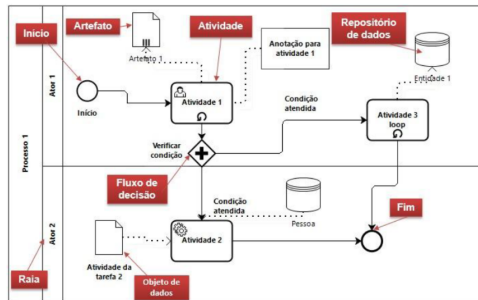 Artefato
Início
Atividade
Repositório
de dados
Artefato 1
Anotação para
atividade 1
Entidade 1
Ator 1
Início
Atividade 1
Condição
atendida
Atividade 3
loop
Verificar
condição
Processo 1
Fluxo de
decisão
Condição
atendida
Pessoa
Fim
Ator 2
Atividade 2
Raia
Atividade da
tarefa 2
Objeto de
dados